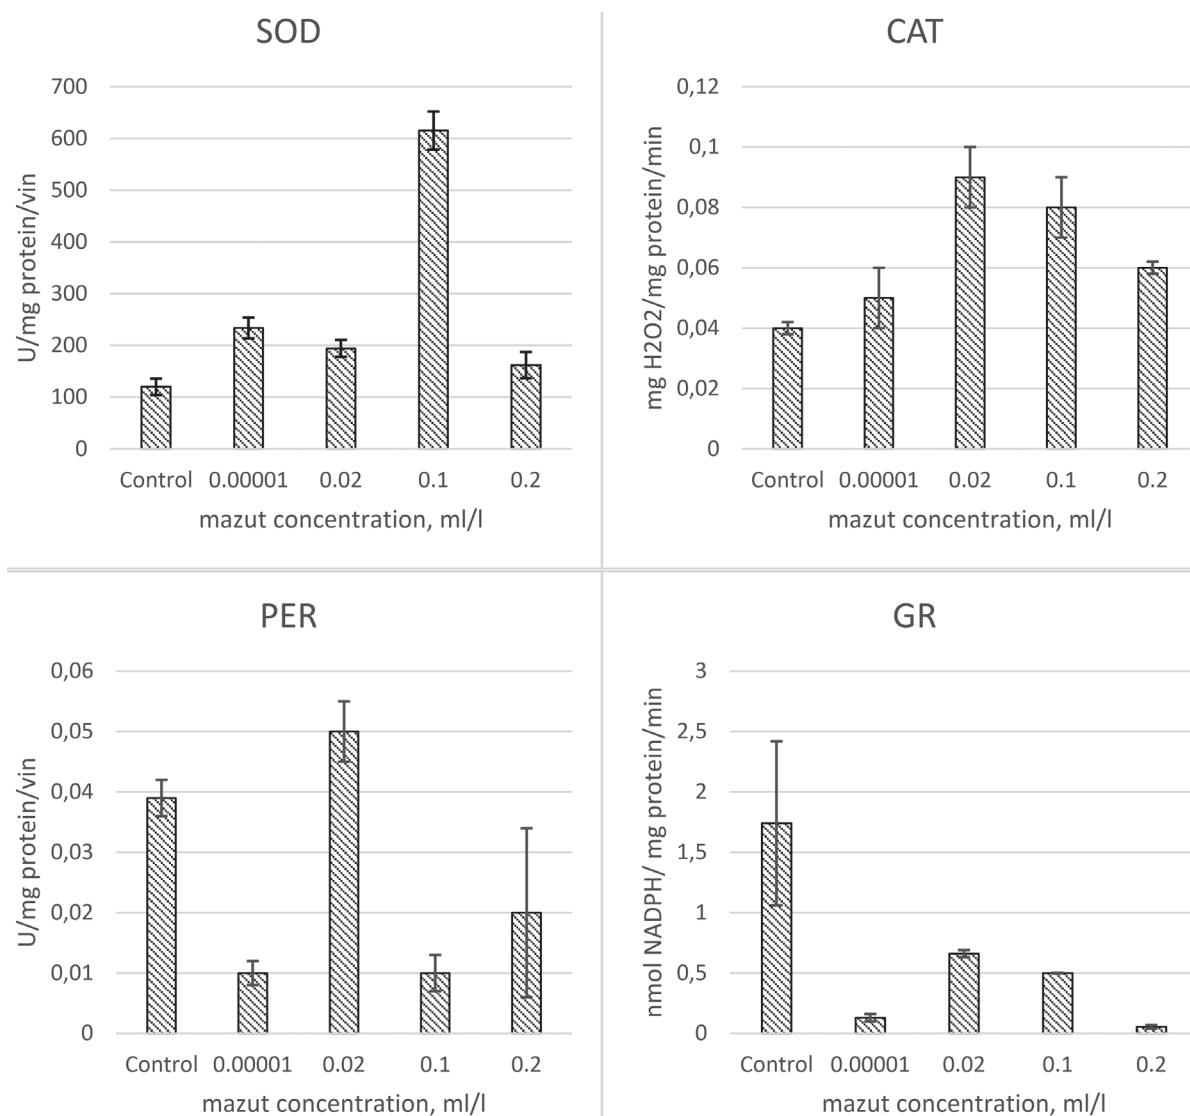 SOD
U/mg protein/vin
700
600
500
400
300
200
100
0
Control 0.00001 0.02 0.1 0.2
mazut concentration, ml/l
CAT
mg H2O2/mg protein/min
0,12
0,1
0,08
0,06
0,04
0,02
0
Control 0.00001 0.02 0.1 0.2
mazut concentration, ml/l
PER
U/mg protein/vin
0,06
0,05
0,04
0,03
0,02
0,01
0
Control 0.00001 0.02 0.1 0.2
mazut concentration, ml/l
GR
nmol NADPH/ mg protein/min
3
2,5
2
1,5
1
0,5
0
Control 0.00001 0.02 0.1 0.2
mazut concentration, ml/l